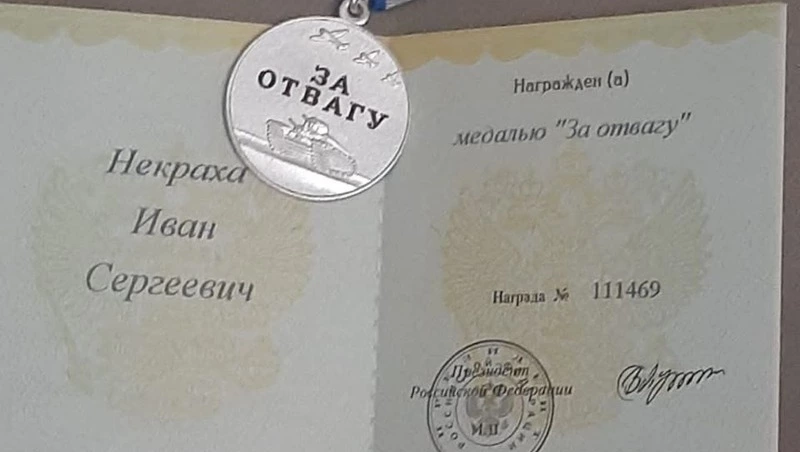 ЗА
ОТВАГУ
Некраха
Иван
Сергеевич
Награжден (а)
медалью "За отвагу"
Награда № 111469
Президент
Российской Федерации
М.П